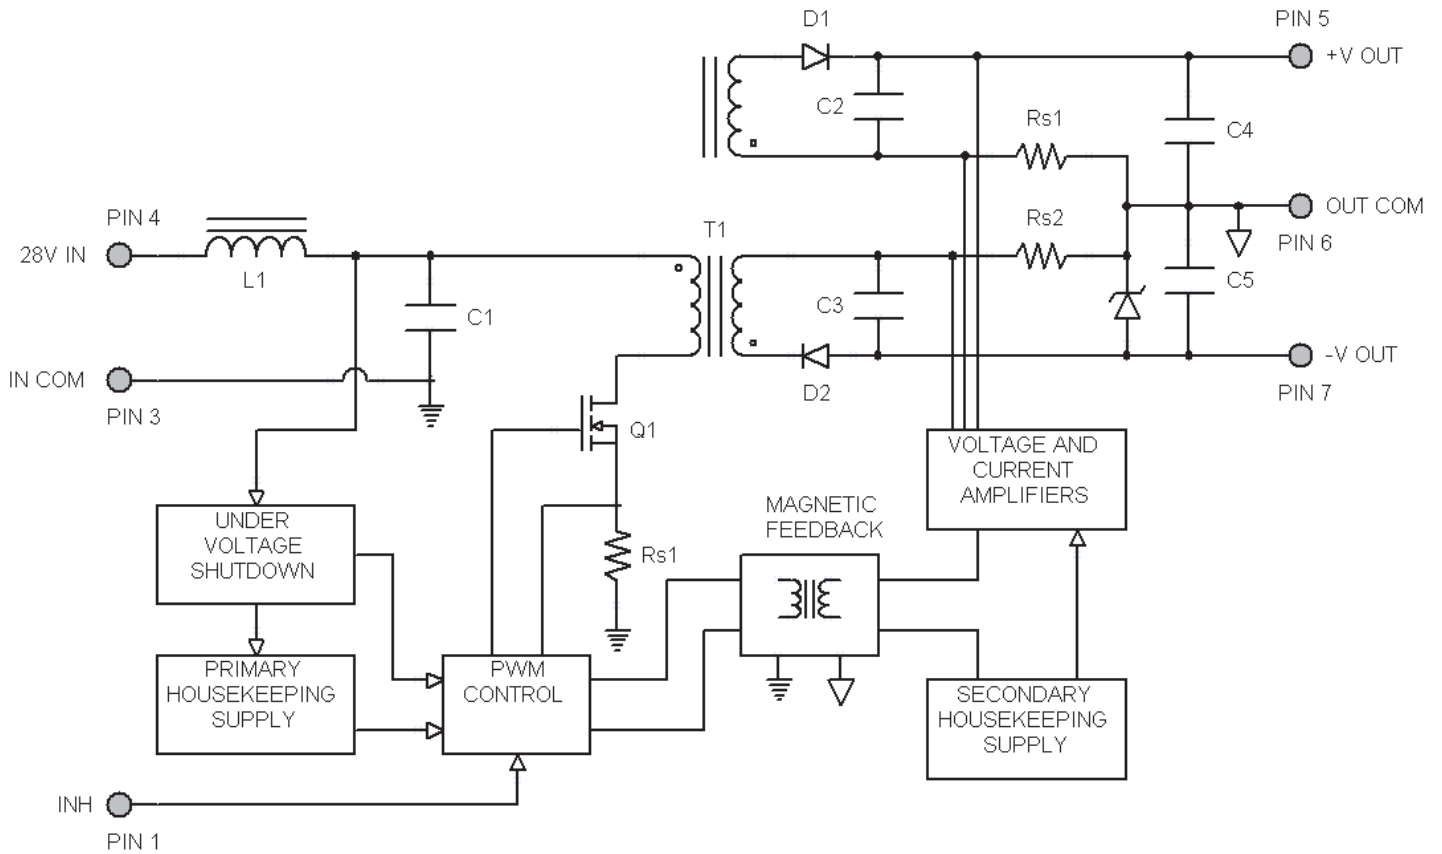 D1
PIN 5
+V OUT
C2
Rs1
C4
PIN 4
OUT COM
Rs2
T1
PIN 6
28V IN
L1
C3
C5
C1
-V OUT
IN COM
D2
PIN 7
PIN 3
Q1
VOLTAGE AND
CURRENT
AMPLIFIERS
MAGNETIC
FEEDBACK
UNDER
VOLTAGE
SHUTDOWN
Rs1
PRIMARY
HOUSEKEEPING
SUPPLY
PWM
CONTROL
SECONDARY
HOUSEKEEPING
SUPPLY
INH
PIN 1